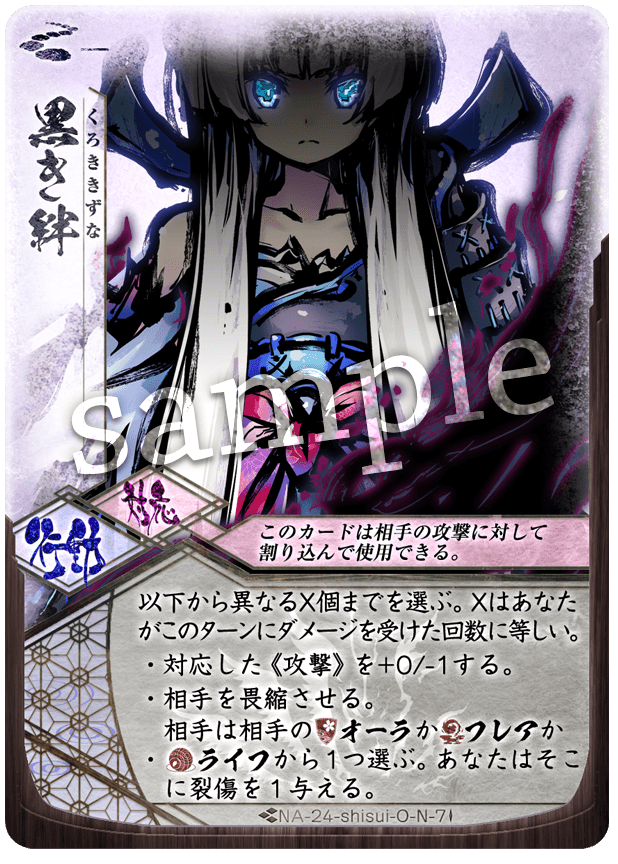 黒き絆
くろききずな
sample
対応
行動
このカードは相手の攻撃に対して
割り込んで使用できる。
以下から異なるX個までを選ぶ。Xはあなた
がこのターンにダメージを受けた回数に等しい。
・対応した《攻撃》を+0/-1する。
・相手を畏縮させる。
相手は相手のオーラかフレアか
・ライフから1つ選ぶ。あなたはそこ
に裂傷を1与える。
NA-24-shisui-O-N-7